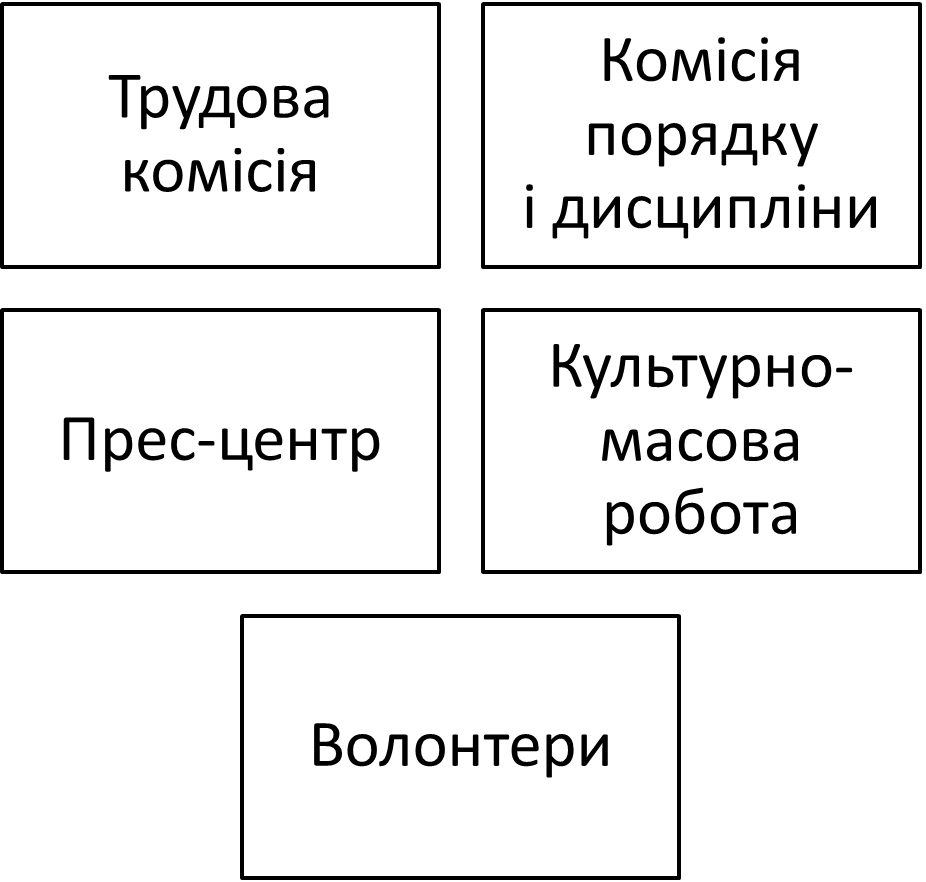 Трудова
комісія
Комісія
порядку
і дисципліни
Прес-центр
Культурно-
масова
робота
Волонтери